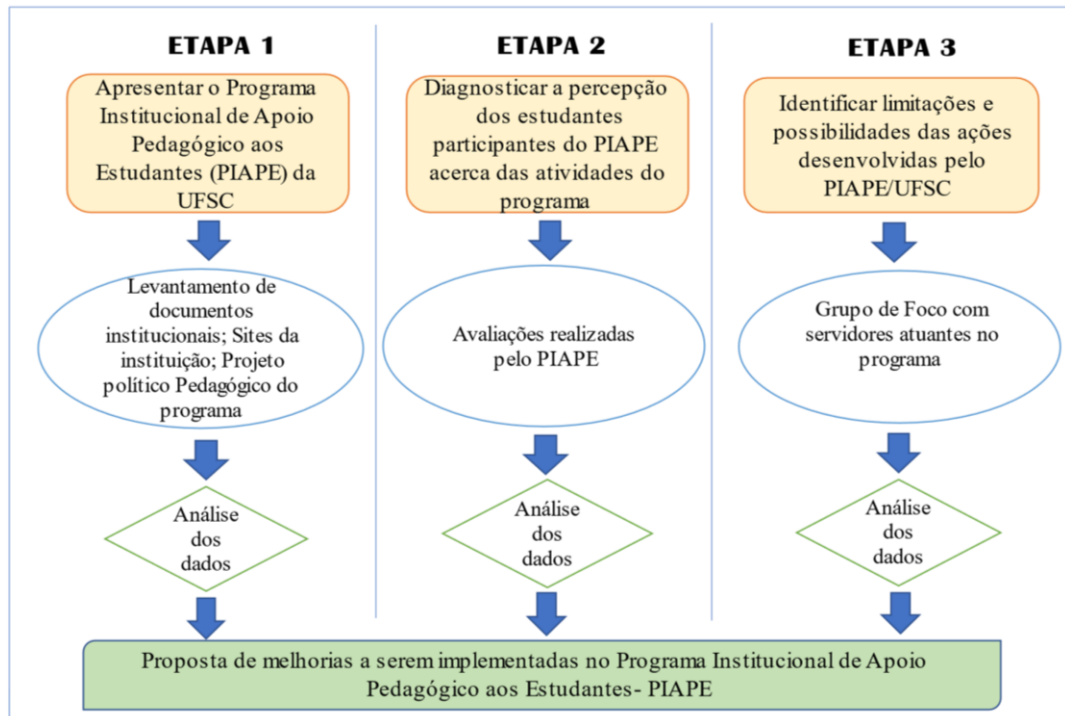 ETAPA 1
Apresentar o Programa
Institucional de Apoio
Pedagógico aos
Estudantes (PIAPE) da
UFSC
Levantamento de
documentos
institucionais; Sites da
instituição; Projeto
político Pedagógico do
programa
Análise
dos
dados
ETAPA 2
Diagnosticar a percepção
dos estudantes
participantes do PIAPE
acerca das atividades do
programa
Avaliações realizadas
pelo PIAPE
Análise
dos
dados
ETAPA 3
Identificar limitações e
possibilidades das ações
desenvolvidas pelo
PIAPE/UFSC
Grupo de Foco com
servidores atuantes no
programa
Análise
dos
dados
Proposta de melhorias a serem implementadas no Programa Institucional de Apoio
Pedagógico aos Estudantes- PIAPE